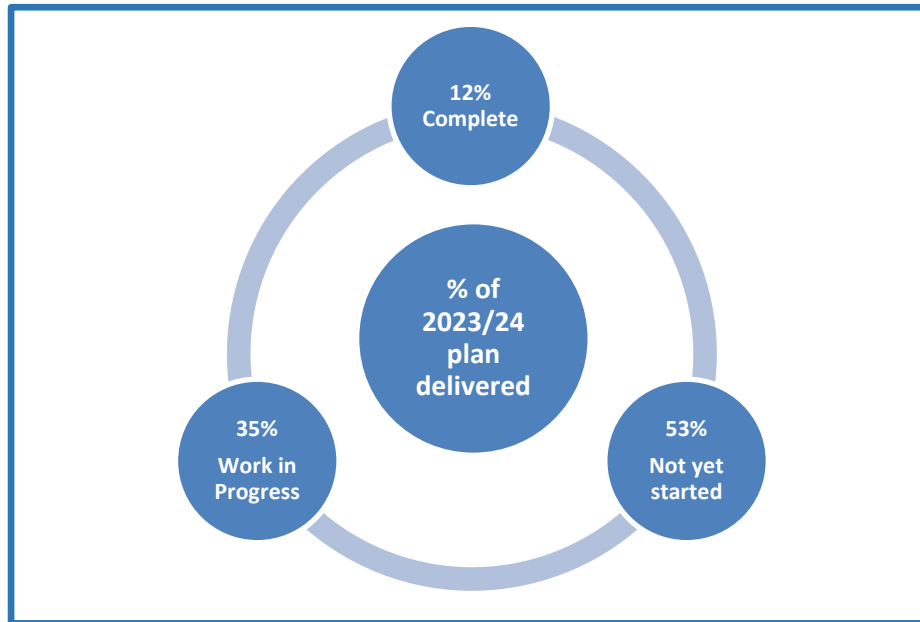 12%
Complete
% of
2023/24
plan
delivered
35%
Work in
Progress
53%
Not yet
started